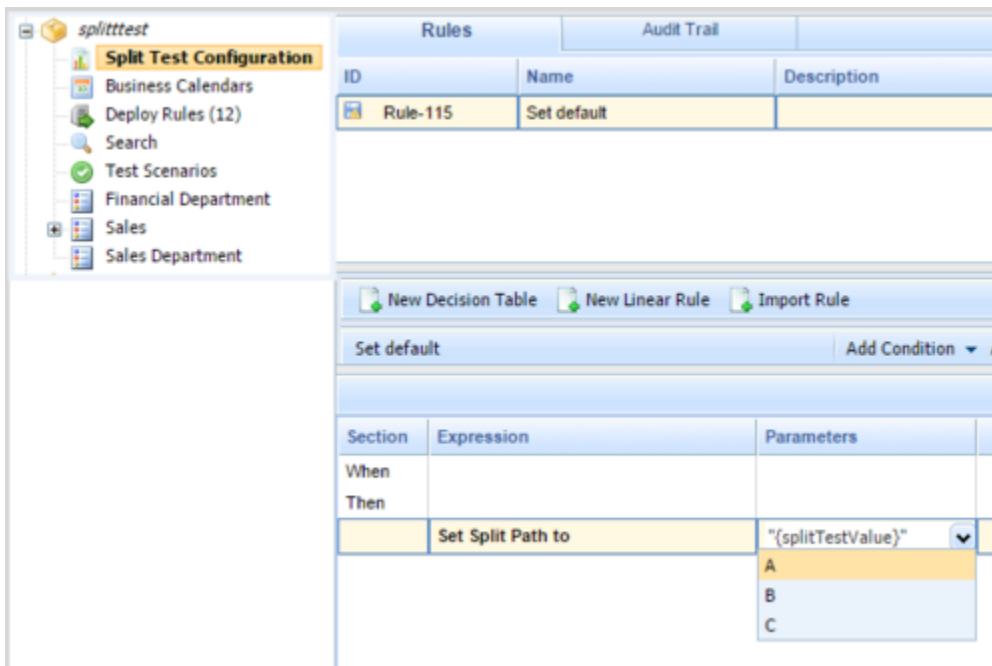 splitttest
Split Test Configuration
Business Calendars
Deploy Rules (12)
Search
Test Scenarios
Financial Department
Sales
Sales Department
Rules Audit Trail
ID Name Description
Rule-115 Set default
New Decision Table New Linear Rule Import Rule
Set default Add Condition
Section Expression Parameters
When
Then
Set Split Path to "{splitTestValue}"
A
B
C